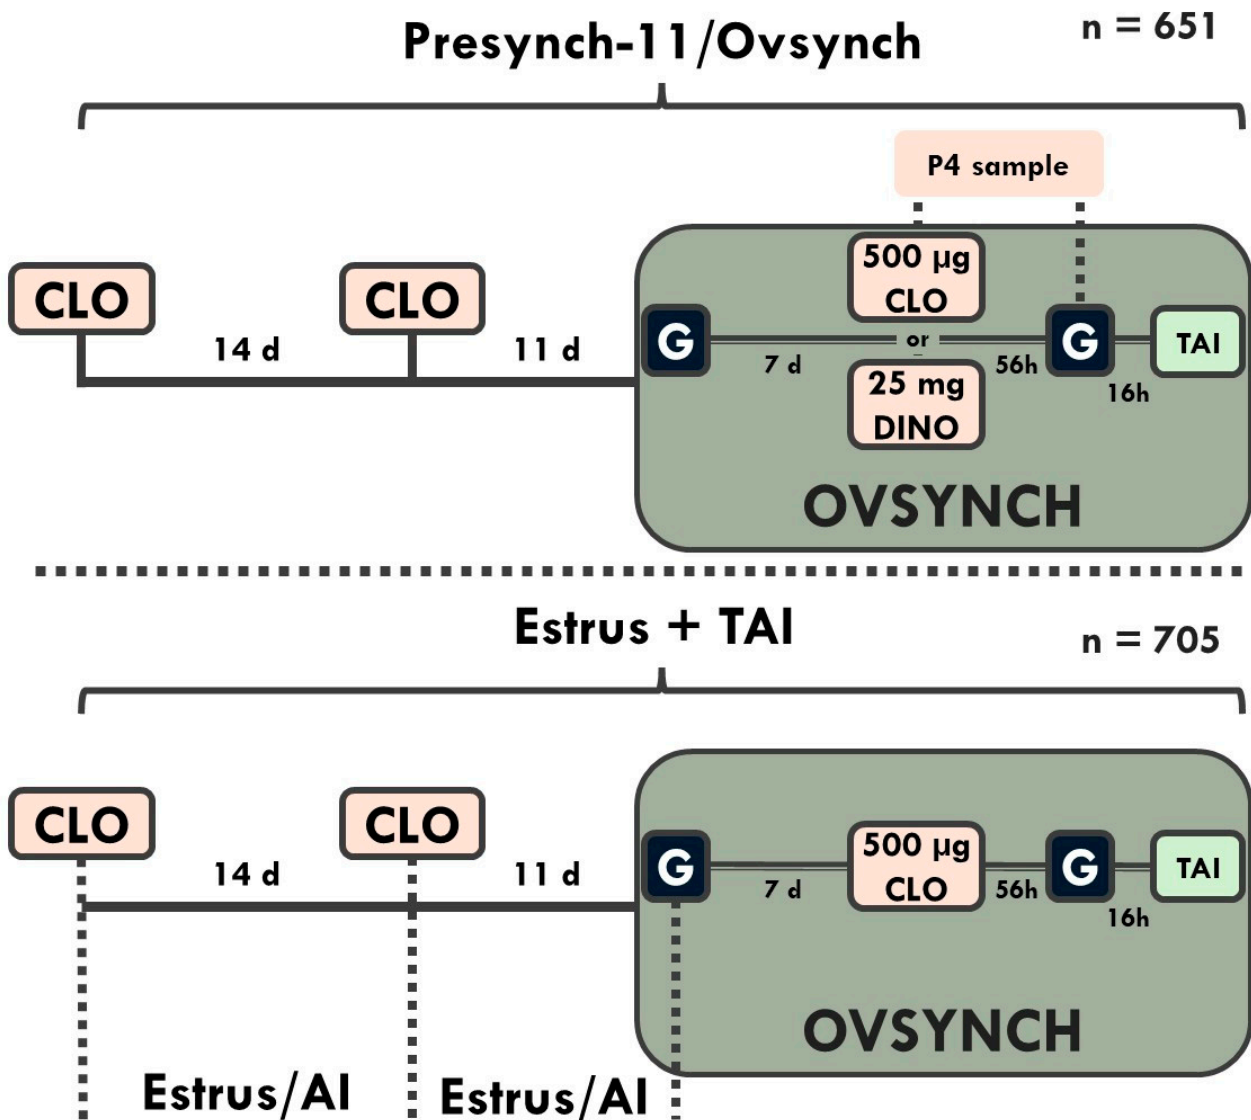 Presynch-11/Ovsynch
n = 651
P4 sample
CLO
14 d
CLO
11 d
G
7 d
500 µg
CLO
or
25 mg
DINO
56h
G
16h
TAI
OVSYNCH
Estrus + TAI
n = 705
CLO
14 d
CLO
11 d
G
7 d
500 µg
CLO
56h
G
16h
TAI
OVSYNCH
Estrus/AI
Estrus/AI